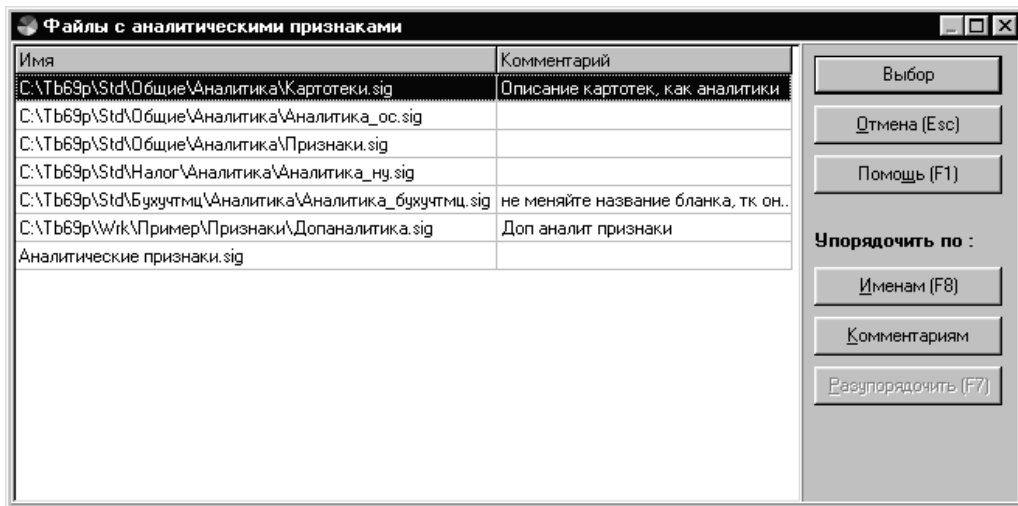 Файлы с аналитическими признаками
Имя Комментарий
C:\Tb69p\Std\Общие\Аналитика\Картотеки.sig Описание картотек, как аналитики
C:\Tb69p\Std\Общие\Аналитика\Аналитика_ос.sig
C:\Tb69p\Std\Общие\Аналитика\Признаки.sig
C:\Tb69p\Std\Налог\Аналитика\Аналитика_ну.sig
C:\Tb69p\Std\Бухучтмц\Аналитика\Аналитика_бухучтмц.sig не меняйте название бланка, тк он..
C:\Tb69p\Wrk\Пример\Признаки\Допаналитика.sig Доп аналит признаки
Аналитические признаки.sig
Выбор
Отмена (Esc)
Помощь (F1)
Упорядочить по :
Именам (F8)
Комментариям
Разупорядочить (F7)